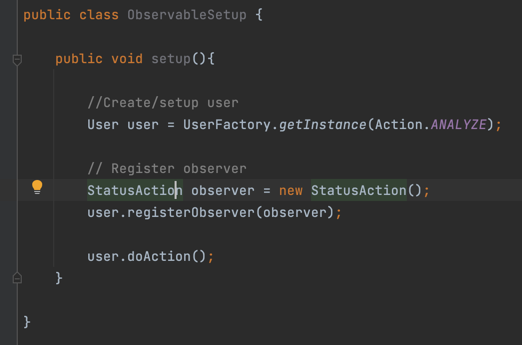 public class ObservableSetup {
public void setup(){
//Create/setup user
User user = UserFactory.getInstance(Action.ANALYZE);
// Register observer
StatusAction observer = new StatusAction();
user.registerObserver(observer);
user.doAction();
}
}